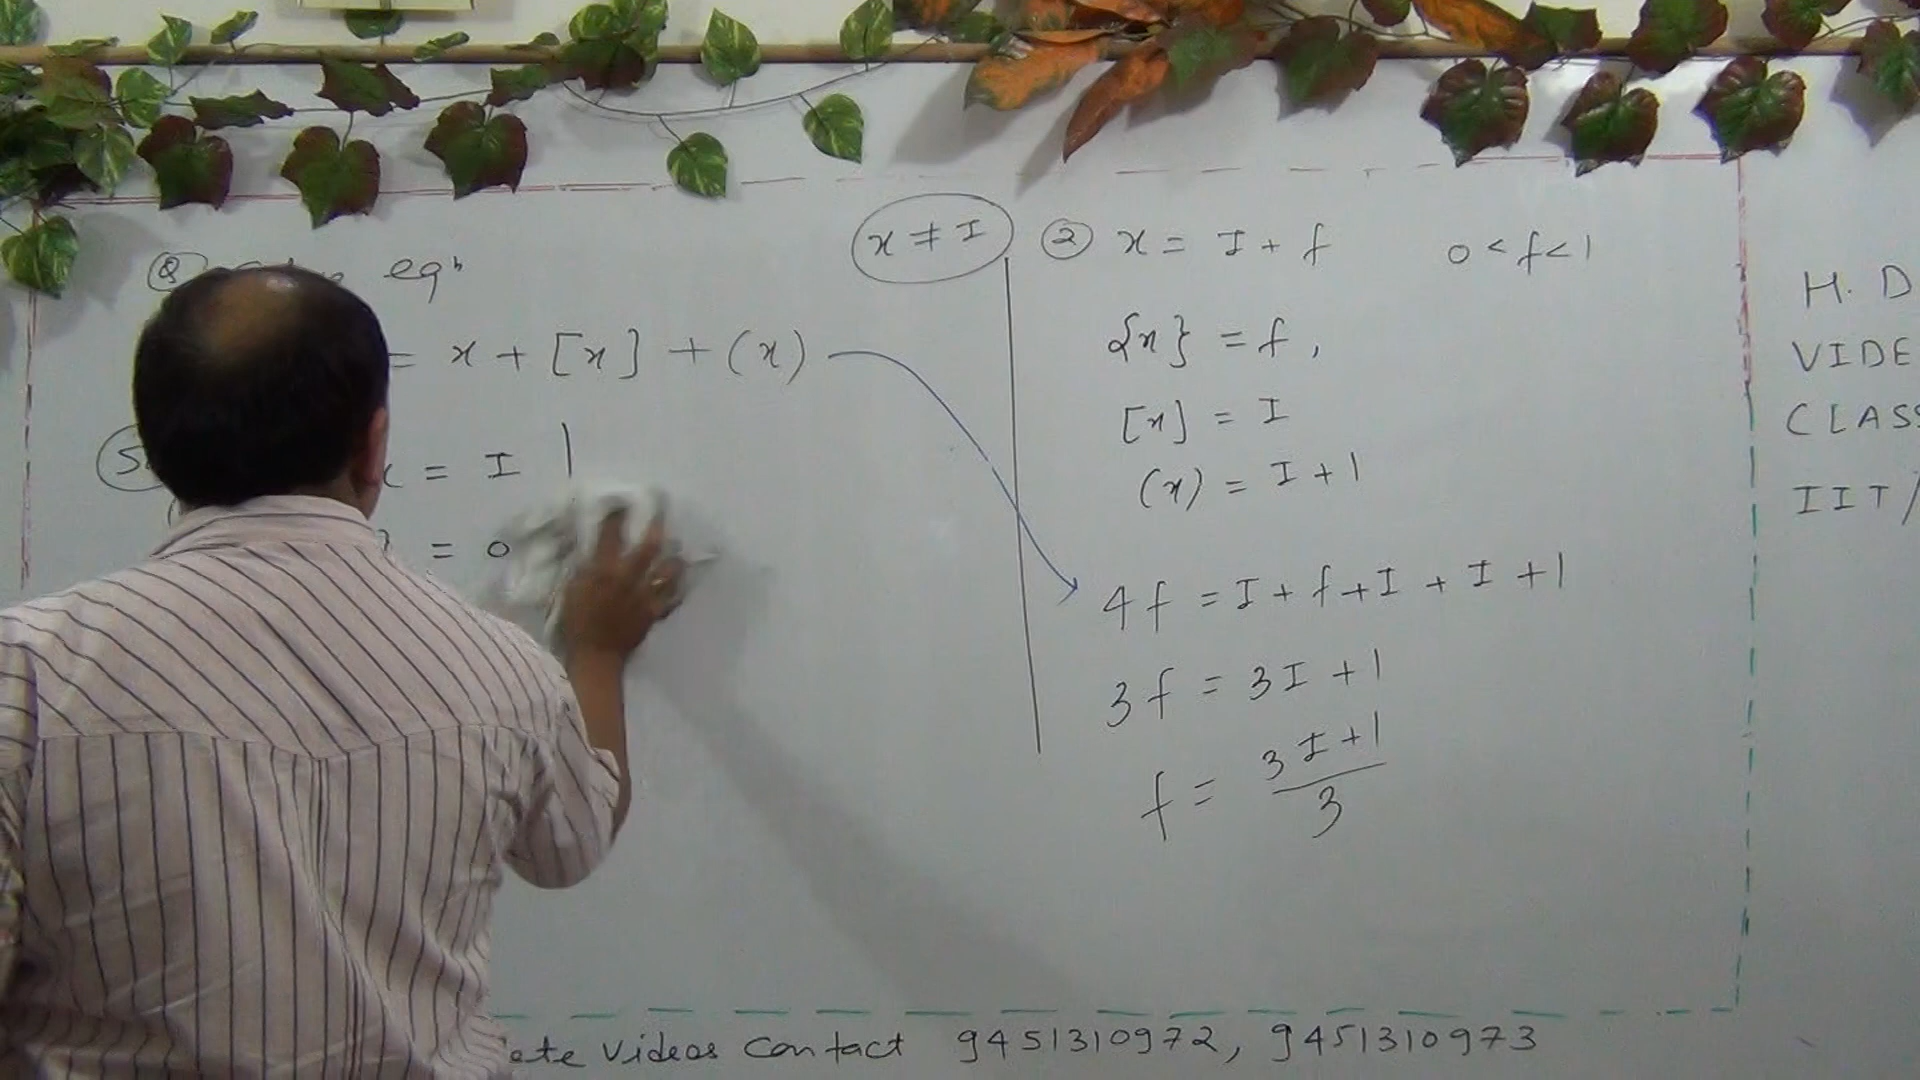 Q eqⁿ
= x + [x] + (x)
x = I
= 0
x ≠ I
② x = I + f 0 < f < 1
{x} = f ,
[x] = I
(x) = I + 1
4f = I + f + I + I + 1
3f = 3I + 1
f = 3I + 1 / 3
H. D
VIDE
CLASS
IIT/
Videos Contact 9451310972, 9451310973